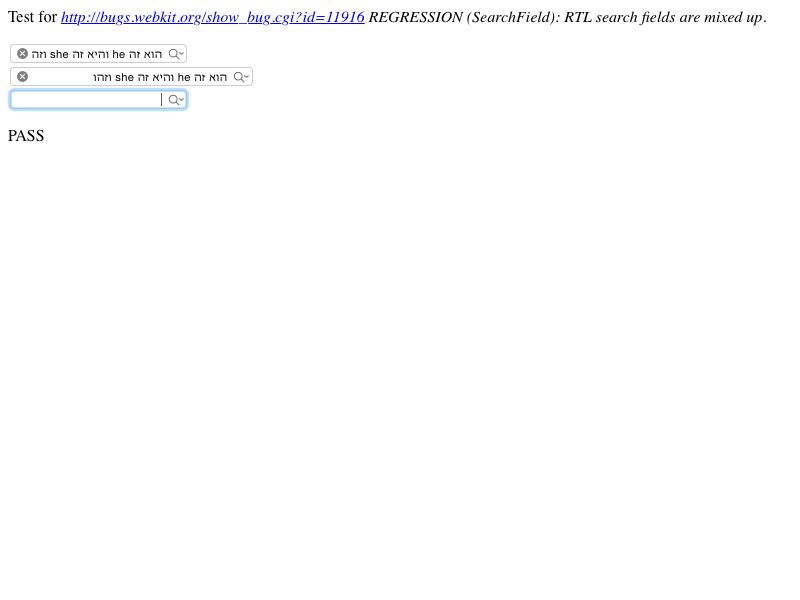 Test for http://bugs.webkit.org/show_bug.cgi?id=11916 REGRESSION (SearchField): RTL search fields are mixed up.
הוא זה he והיא זה she וזה
הוא זה he והיא זה she וזהו
PASS